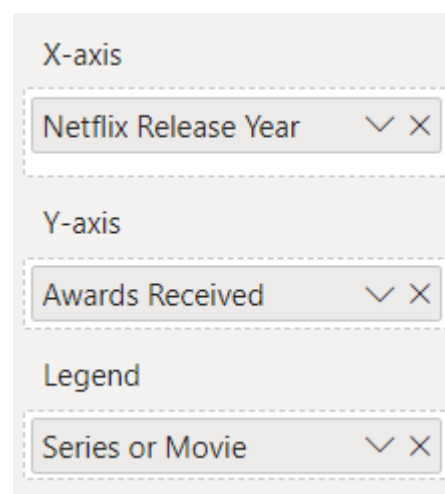 X-axis
Netflix Release Year
Y-axis
Awards Received
Legend
Series or Movie